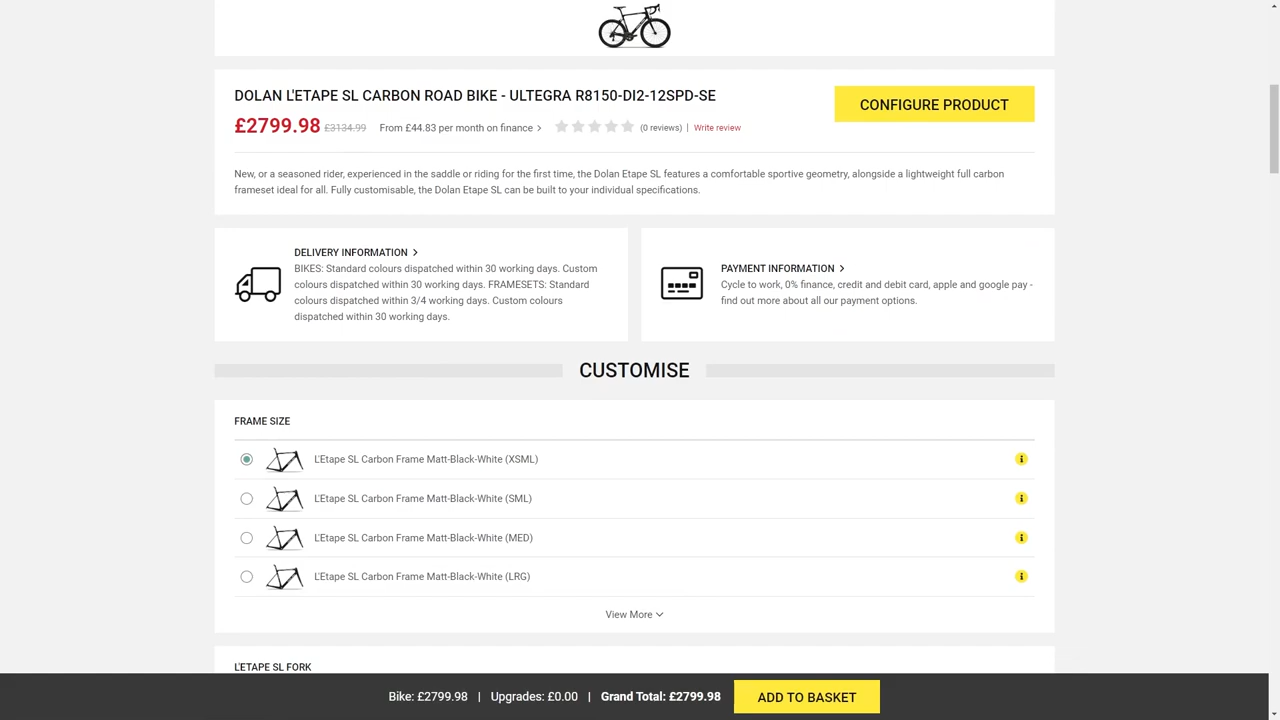 DOLAN L'ETAPE SL CARBON ROAD BIKE - ULTEGRA R8150-DI2-12SPD-SE
CONFIGURE PRODUCT
£2799.98 £3134.99 From £44.83 per month on finance (0 reviews) | Write review
New, or a seasoned rider, experienced in the saddle or riding for the first time, the Dolan Etape SL features a comfortable sportive geometry, alongside a lightweight full carbon
frameset ideal for all. Fully customisable, the Dolan Etape SL can be built to your individual specifications.
DELIVERY INFORMATION
BIKES: Standard colours dispatched within 30 working days. Custom
colours dispatched within 30 working days. FRAMESETS: Standard
colours dispatched within 3/4 working days. Custom colours
dispatched within 30 working days.
PAYMENT INFORMATION
Cycle to work, 0% finance, credit and debit card, apple and google pay -
find out more about all our payment options.
CUSTOMISE
FRAME SIZE
L'Etape SL Carbon Frame Matt-Black-White (XSML)
L'Etape SL Carbon Frame Matt-Black-White (SML)
L'Etape SL Carbon Frame Matt-Black-White (MED)
L'Etape SL Carbon Frame Matt-Black-White (LRG)
View More
L'ETAPE SL FORK
Bike: £2799.98 | Upgrades: £0.00 | Grand Total: £2799.98
ADD TO BASKET